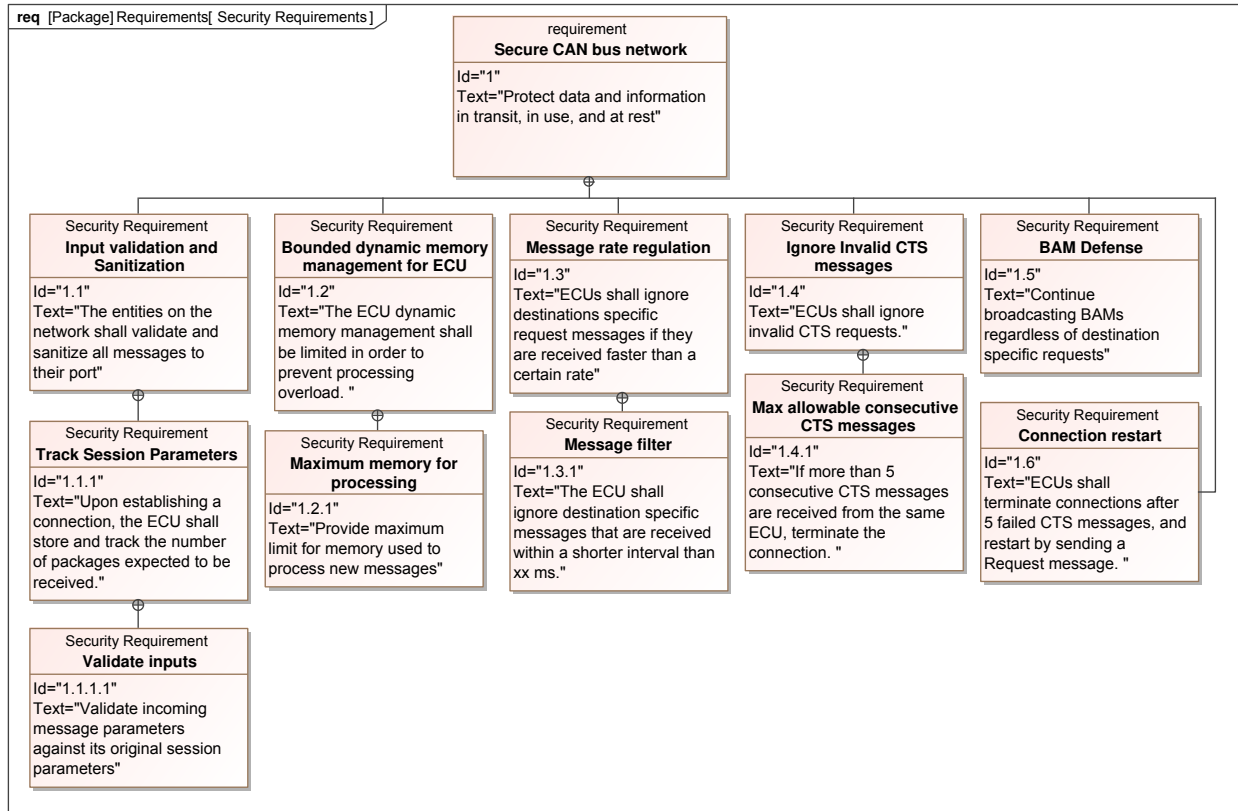 req [Package] Requirements[ Security Requirements ]
requirement
Secure CAN bus network
Id="1"
Text="Protect data and information
in transit, in use, and at rest"
Security Requirement
Input validation and
Sanitization
Id="1.1"
Text="The entities on the
network shall validate and
sanitize all messages to
their port"
Security Requirement
Bounded dynamic memory
management for ECU
Id="1.2"
Text="The ECU dynamic
memory management shall
be limited in order to
prevent processing
overload. "
Security Requirement
Message rate regulation
Id="1.3"
Text="ECUs shall ignore
destinations specific
request messages if they
are received faster than a
certain rate"
Security Requirement
Ignore Invalid CTS
messages
Id="1.4"
Text="ECUs shall ignore
invalid CTS requests."
Security Requirement
BAM Defense
Id="1.5"
Text="Continue
broadcasting BAMs
regardless of destination
specific requests"
Security Requirement
Track Session Parameters
Id="1.1.1"
Text="Upon establishing a
connection, the ECU shall
store and track the number
of packages expected to be
received."
Security Requirement
Maximum memory for
processing
Id="1.2.1"
Text="Provide maximum
limit for memory used to
process new messages"
Security Requirement
Message filter
Id="1.3.1"
Text="The ECU shall
ignore destination specific
messages that are received
within a shorter interval than
xx ms."
Security Requirement
Max allowable consecutive
CTS messages
Id="1.4.1"
Text="If more than 5
consecutive CTS messages
are received from the same
ECU, terminate the
connection. "
Security Requirement
Connection restart
Id="1.6"
Text="ECUs shall
terminate connections after
5 failed CTS messages, and
restart by sending a
Request message. "
Security Requirement
Validate inputs
Id="1.1.1.1"
Text="Validate incoming
message parameters
against its original session
parameters"